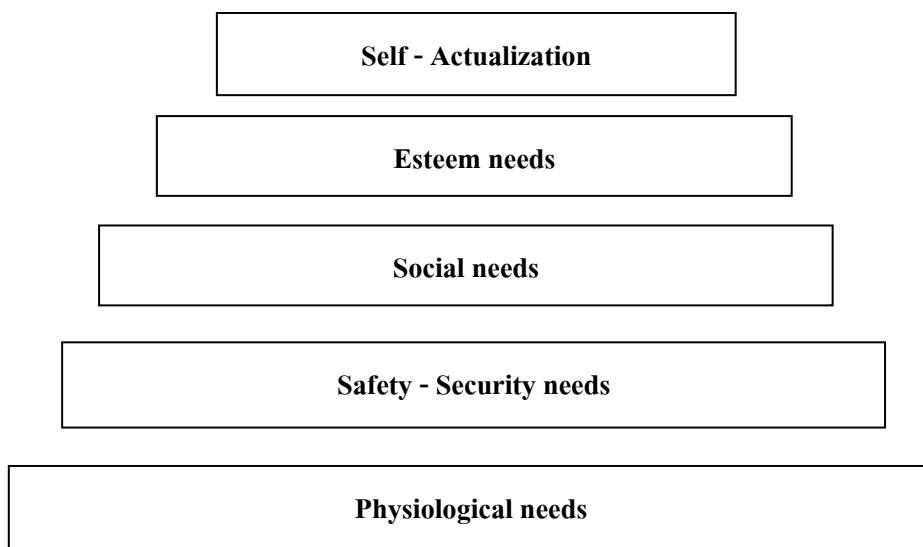 Self - Actualization
Esteem needs
Social needs
Safety - Security needs
Physiological needs